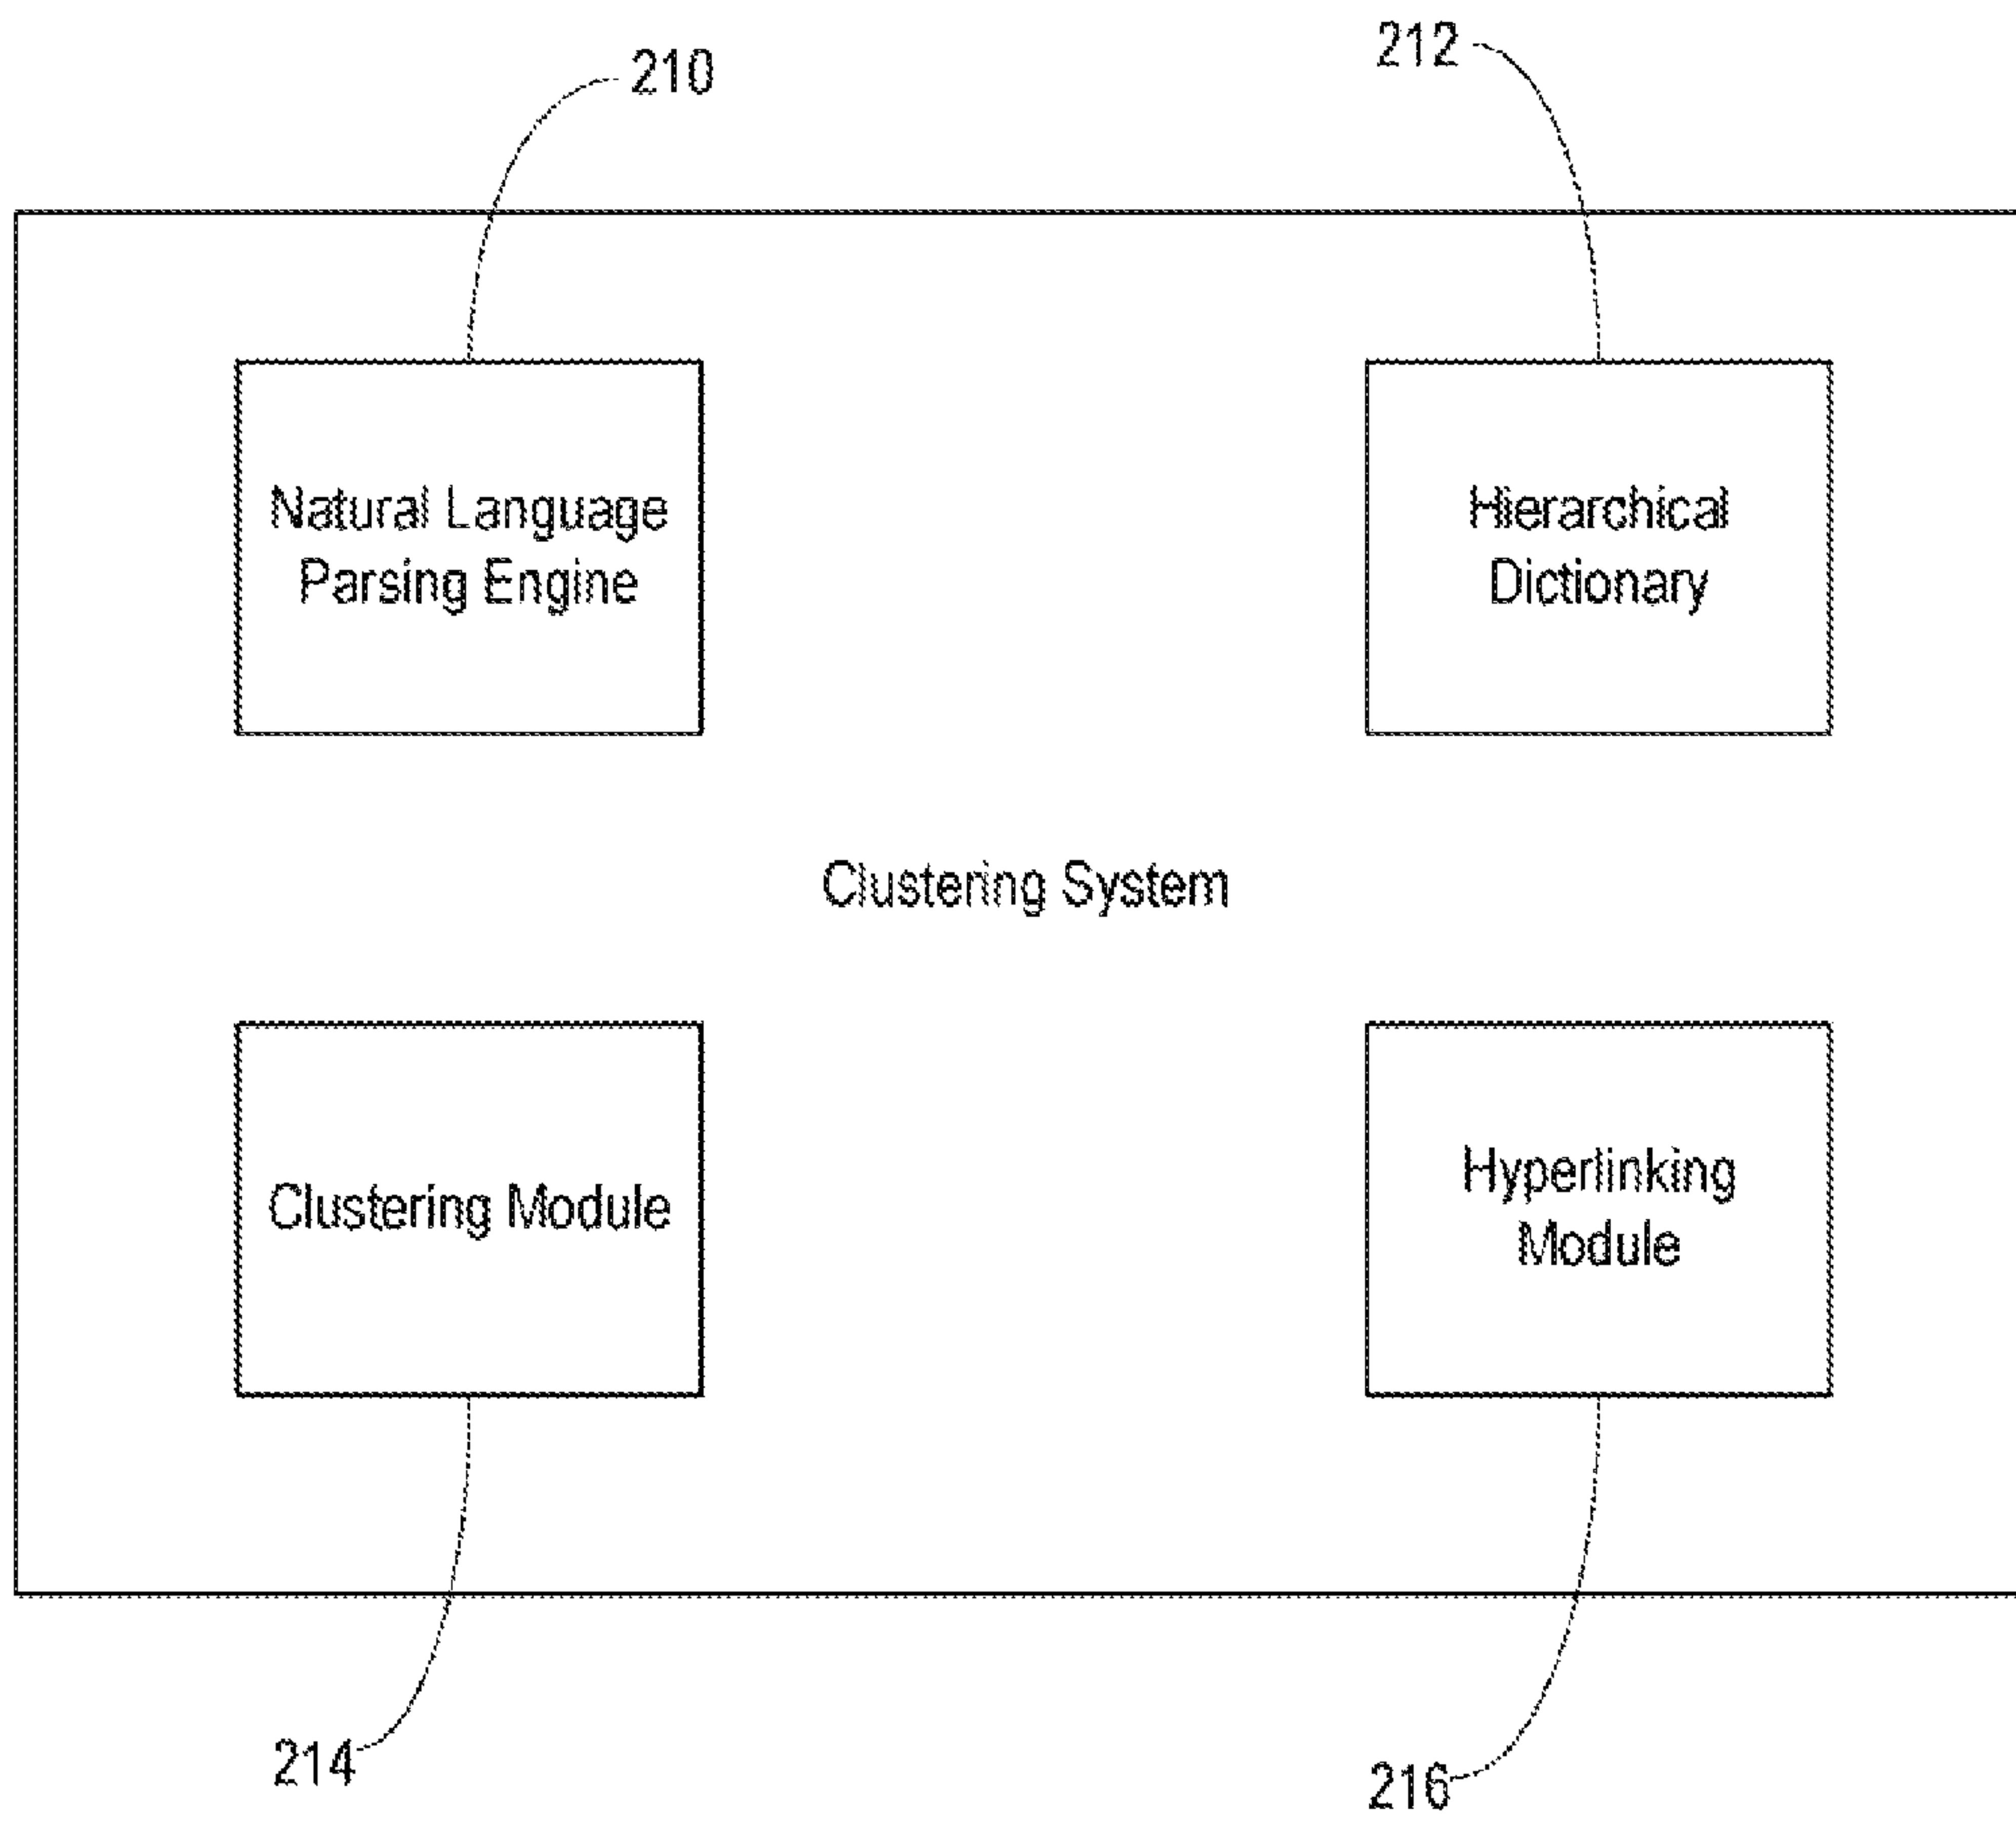 210
212
Natural Language
Parsing Engine
Hierarchical
Dictionary
Clustering System
Clustering Module
Hyperlinking
Module
214
216